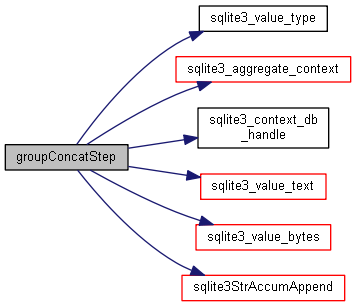 sqlite3_value_type
sqlite3_aggregate_context
sqlite3_context_db
_handle
groupConcatStep
sqlite3_value_text
sqlite3_value_bytes
sqlite3StrAccumAppend